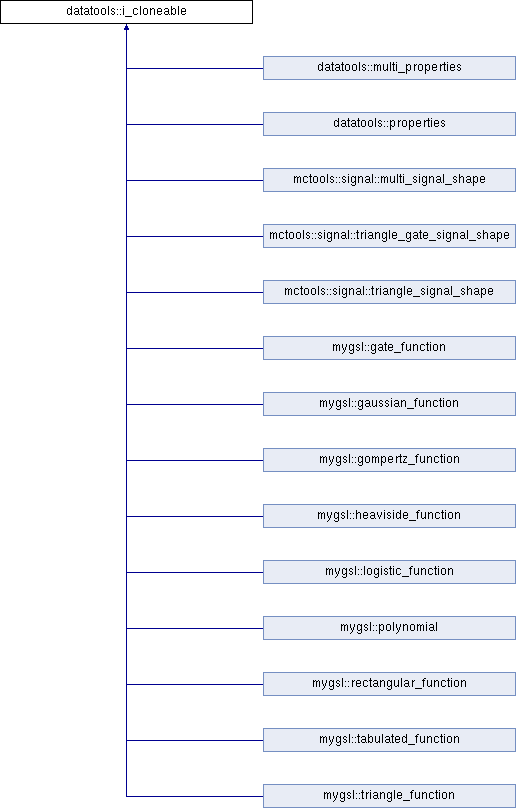 datatools::i_cloneable
datatools::multi_properties
datatools::properties
mctools::signal::multi_signal_shape
mctools::signal::triangle_gate_signal_shape
mctools::signal::triangle_signal_shape
mygsl::gate_function
mygsl::gaussian_function
mygsl::gompertz_function
mygsl::heaviside_function
mygsl::logistic_function
mygsl::polynomial
mygsl::rectangular_function
mygsl::tabulated_function
mygsl::triangle_function